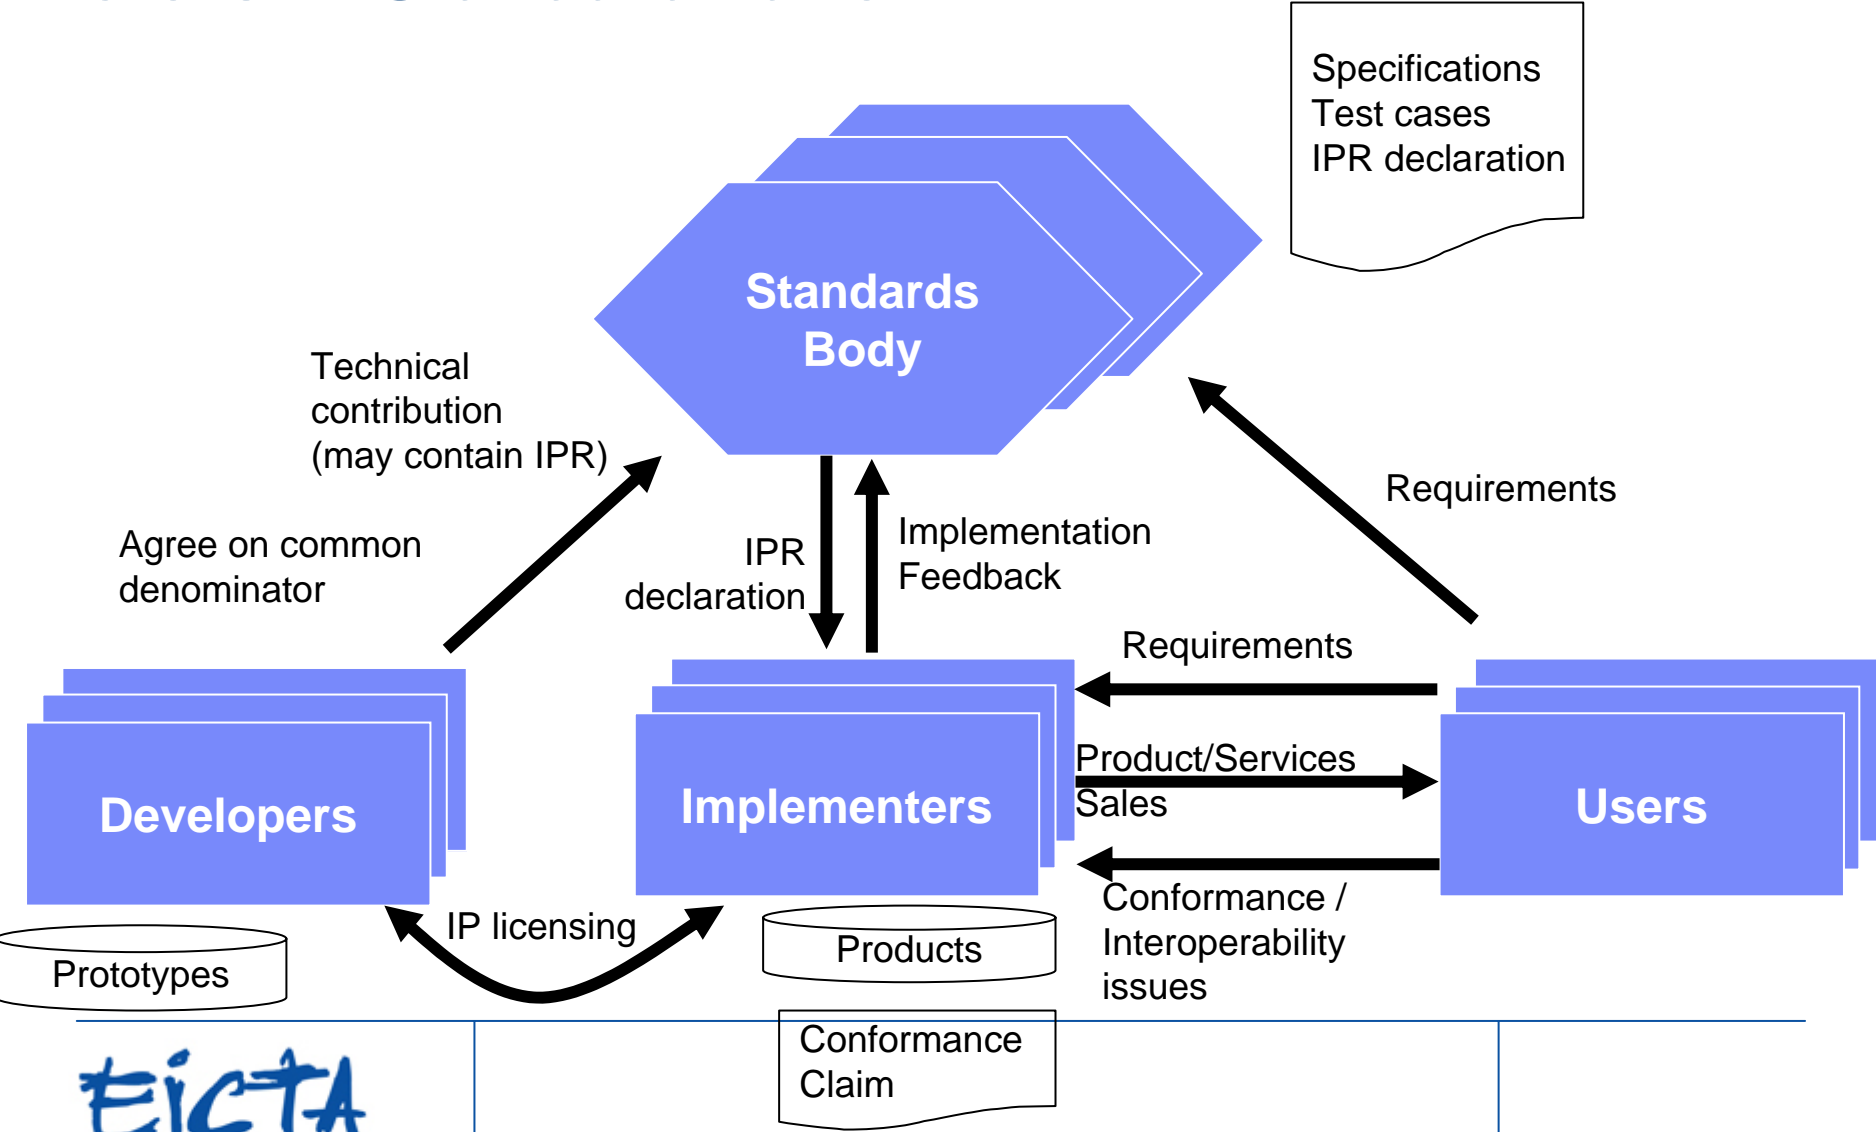 Specifications
Test cases
IPR declaration
Standards
Body
Technical
contribution
(may contain IPR)
Requirements
Agree on common
denominator
IPR
declaration
Implementation
Feedback
Requirements
Product/Services
Sales
Developers
Implementers
Users
Conformance /
Interoperability
issues
IP licensing
Prototypes
Products
Conformance
Claim
EICTA